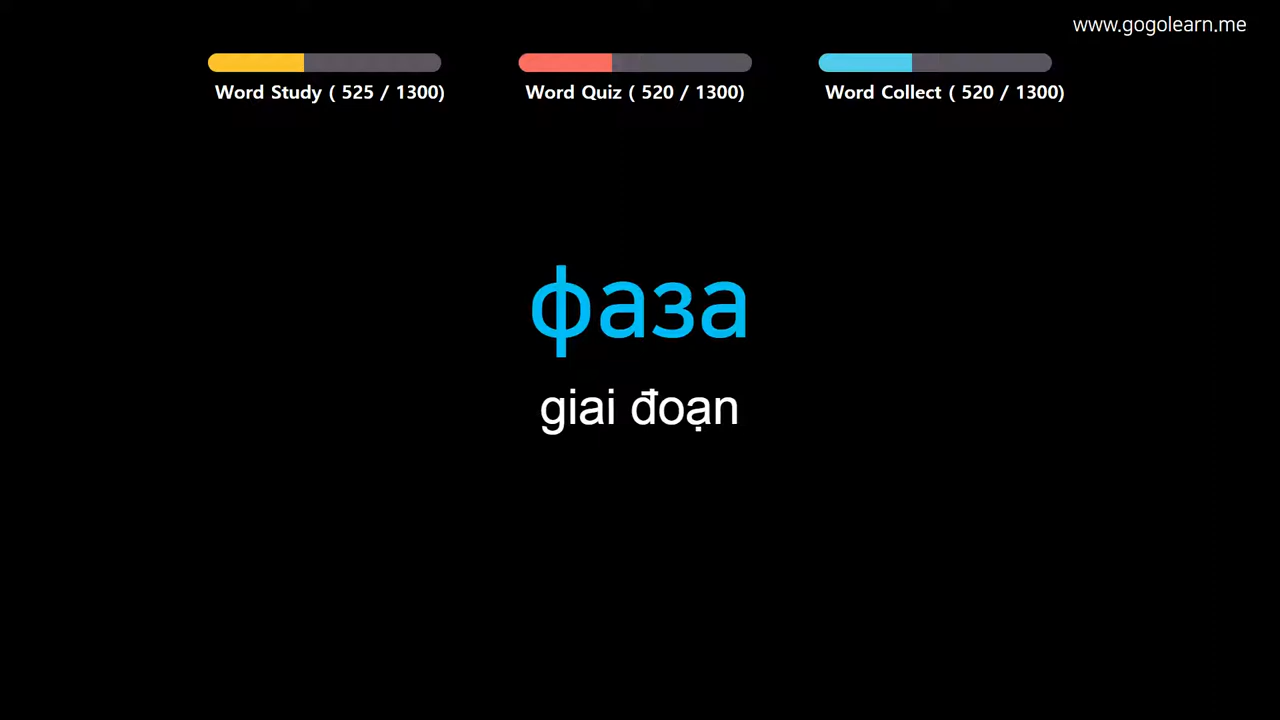 www.gogolearn.me
Word Study ( 525 / 1300)
Word Quiz ( 520 / 1300)
Word Collect ( 520 / 1300)
фаза
giai đoạn